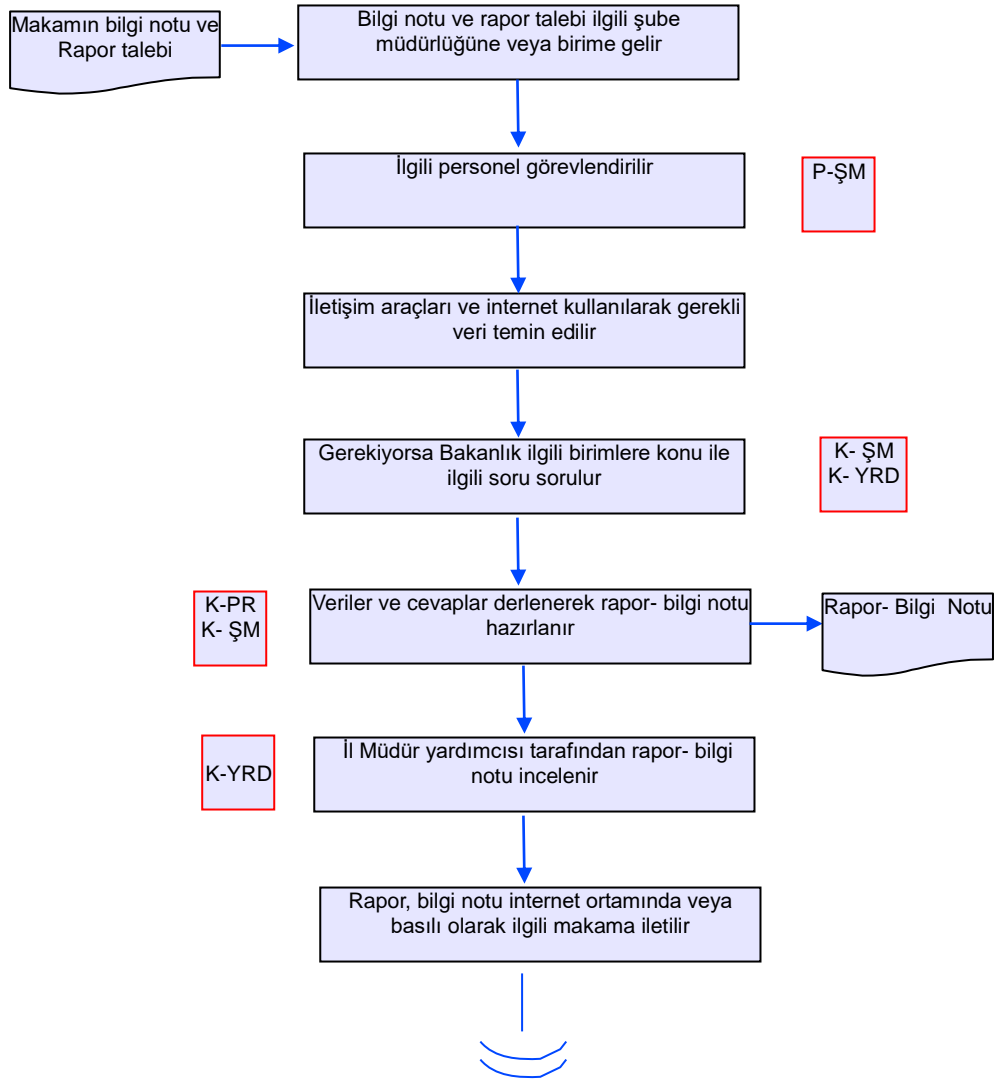 Makamın bilgi notu ve
Rapor talebi
Bilgi notu ve rapor talebi ilgili şube
müdürlüğüne veya birime gelir
İlgili personel görevlendirilir
P-ŞM
İletişim araçları ve internet kullanılarak gerekli
veri temin edilir
Gerekiyorsa Bakanlık ilgili birimlere konu ile
ilgili soru sorulur
K- ŞM
K- YRD
K-PR
K- ŞM
Veriler ve cevaplar derlenerek rapor- bilgi notu
hazırlanır
Rapor- Bilgi Notu
K-YRD
İl Müdür yardımcısı tarafından rapor- bilgi
notu incelenir
Rapor, bilgi notu internet ortamında veya
basılı olarak ilgili makama iletilir